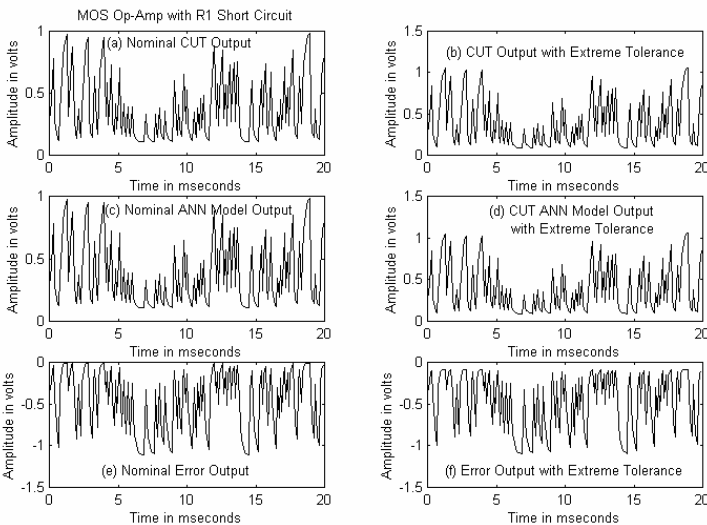 MOS Op-Amp with R1 Short Circuit
(a) Nominal CUT Output
Amplitude in volts
1
0.5
0
0 5 10 15 20
Time in mseconds
(b) CUT Output with Extreme Tolerance
Amplitude in volts
1.5
1
0.5
0
0 5 10 15 20
Time in mseconds
(c) Nominal ANN Model Output
Amplitude in volts
1
0.5
0
0 5 10 15 20
Time in mseconds
(d) CUT ANN Model Output
with Extreme Tolerance
Amplitude in volts
1.5
1
0.5
0
0 5 10 15 20
Time in mseconds
(e) Nominal Error Output
Amplitude in volts
0
-0.5
-1
-1.5
0 5 10 15 20
Time in mseconds
(f) Error Output with Extreme Tolerance
Amplitude in volts
0
-0.5
-1
-1.5
0 5 10 15 20
Time in mseconds